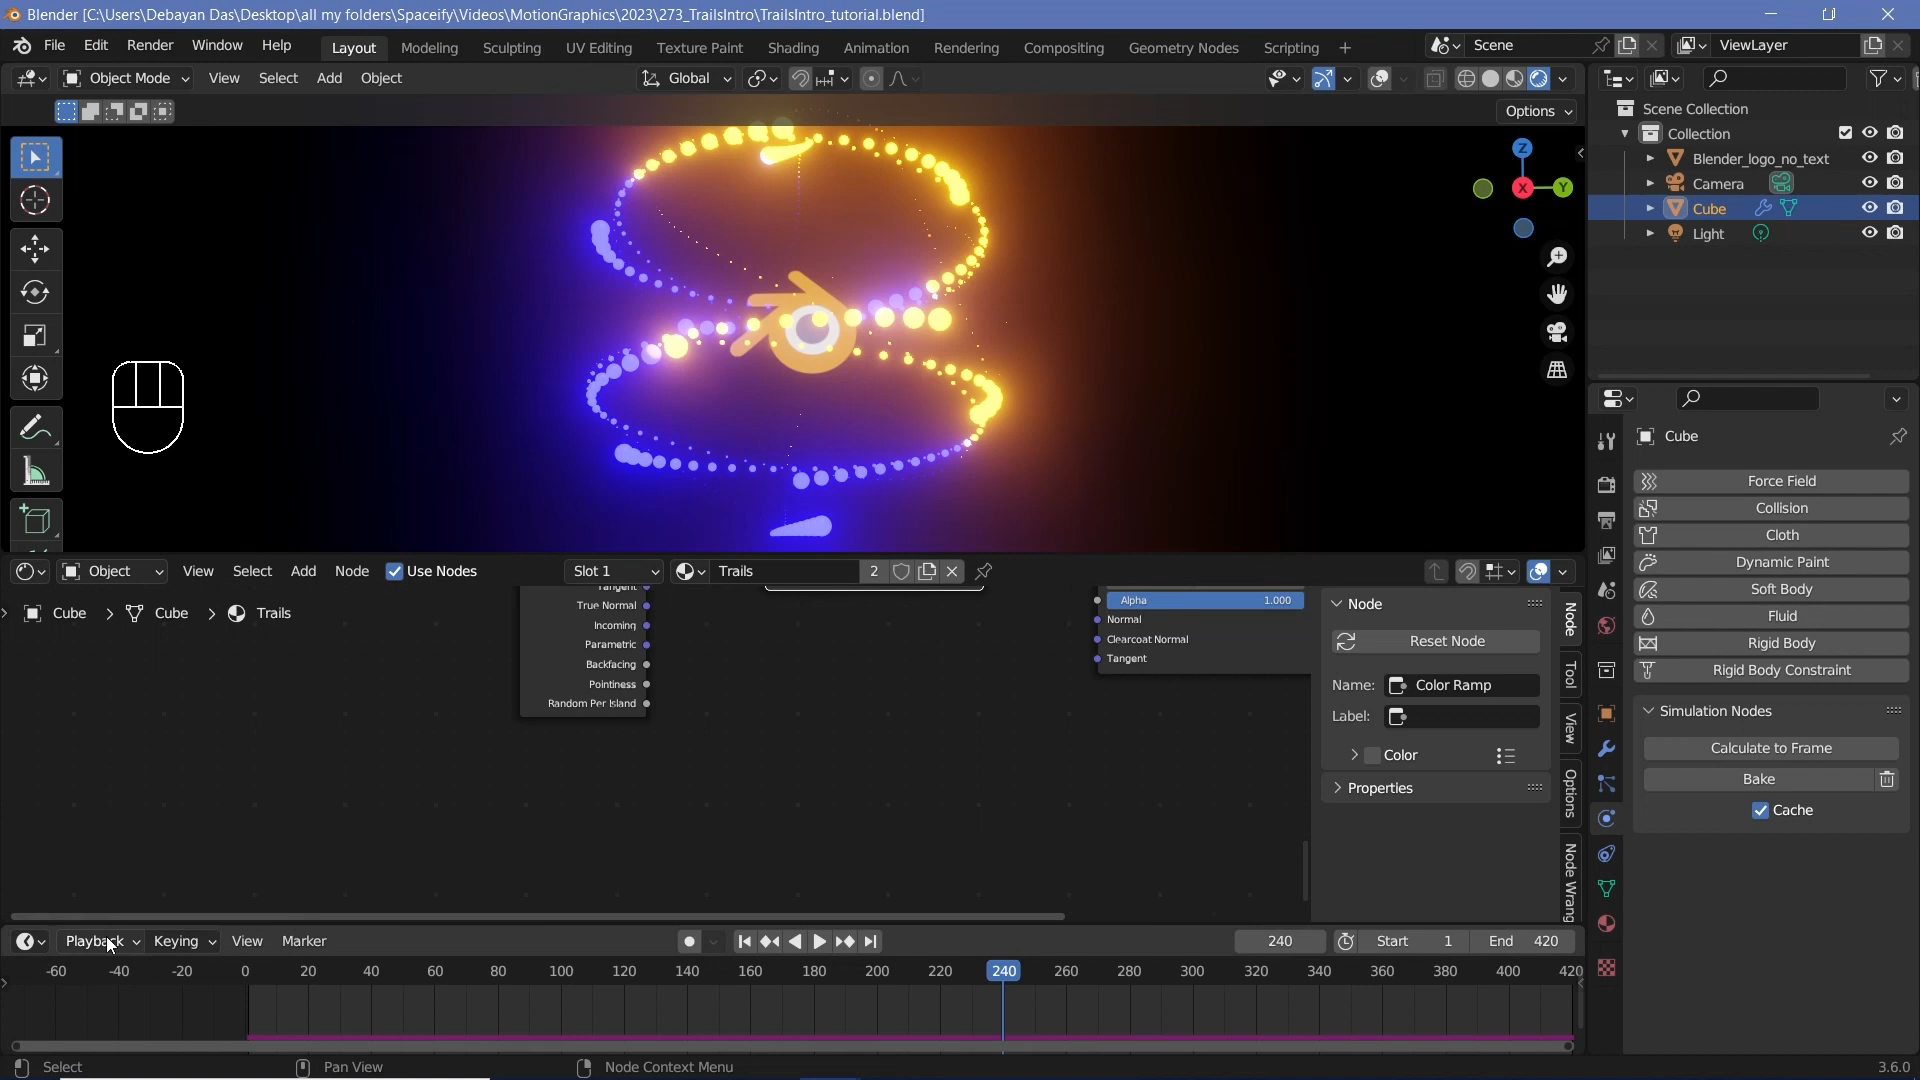 Blender [C:\Users\Debayan Das\Desktop\all my folders\Spaceify\Videos\MotionGraphics\2023\273_TrailsIntro\TrailsIntro_tutorial.blend]
File Edit Render Window Help Layout Modeling Sculpting UV Editing Texture Paint Shading Animation Rendering Compositing Geometry Nodes Scripting + Scene ViewLayer
Object Mode View Select Add Object Global
Options
Scene Collection
Collection
Blender_logo_no_text
Camera
Cube
Light
Z
X
Y
Cube
Force Field
Collision
Cloth
Dynamic Paint
Soft Body
Fluid
Rigid Body
Rigid Body Constraint
Simulation Nodes
Calculate to Frame
Bake
Cache
Object View Select Add Node Use Nodes Slot 1 Trails 2
Cube > Cube > Trails
Tangent
True Normal
Incoming
Parametric
Backfacing
Pointiness
Random Per Island
Alpha 1.000
Normal
Clearcoat Normal
Tangent
Node
Reset Node
Name: Color Ramp
Label:
Color
Properties
Node
Tool
View
Options
Node Wrang
Playback Keying View Marker 240 Start 1 End 420
-60 -40 -20 0 20 40 60 80 100 120 140 160 180 200 220 240 260 280 300 320 340 360 380 400 420
Select Pan View Node Context Menu 3.6.0